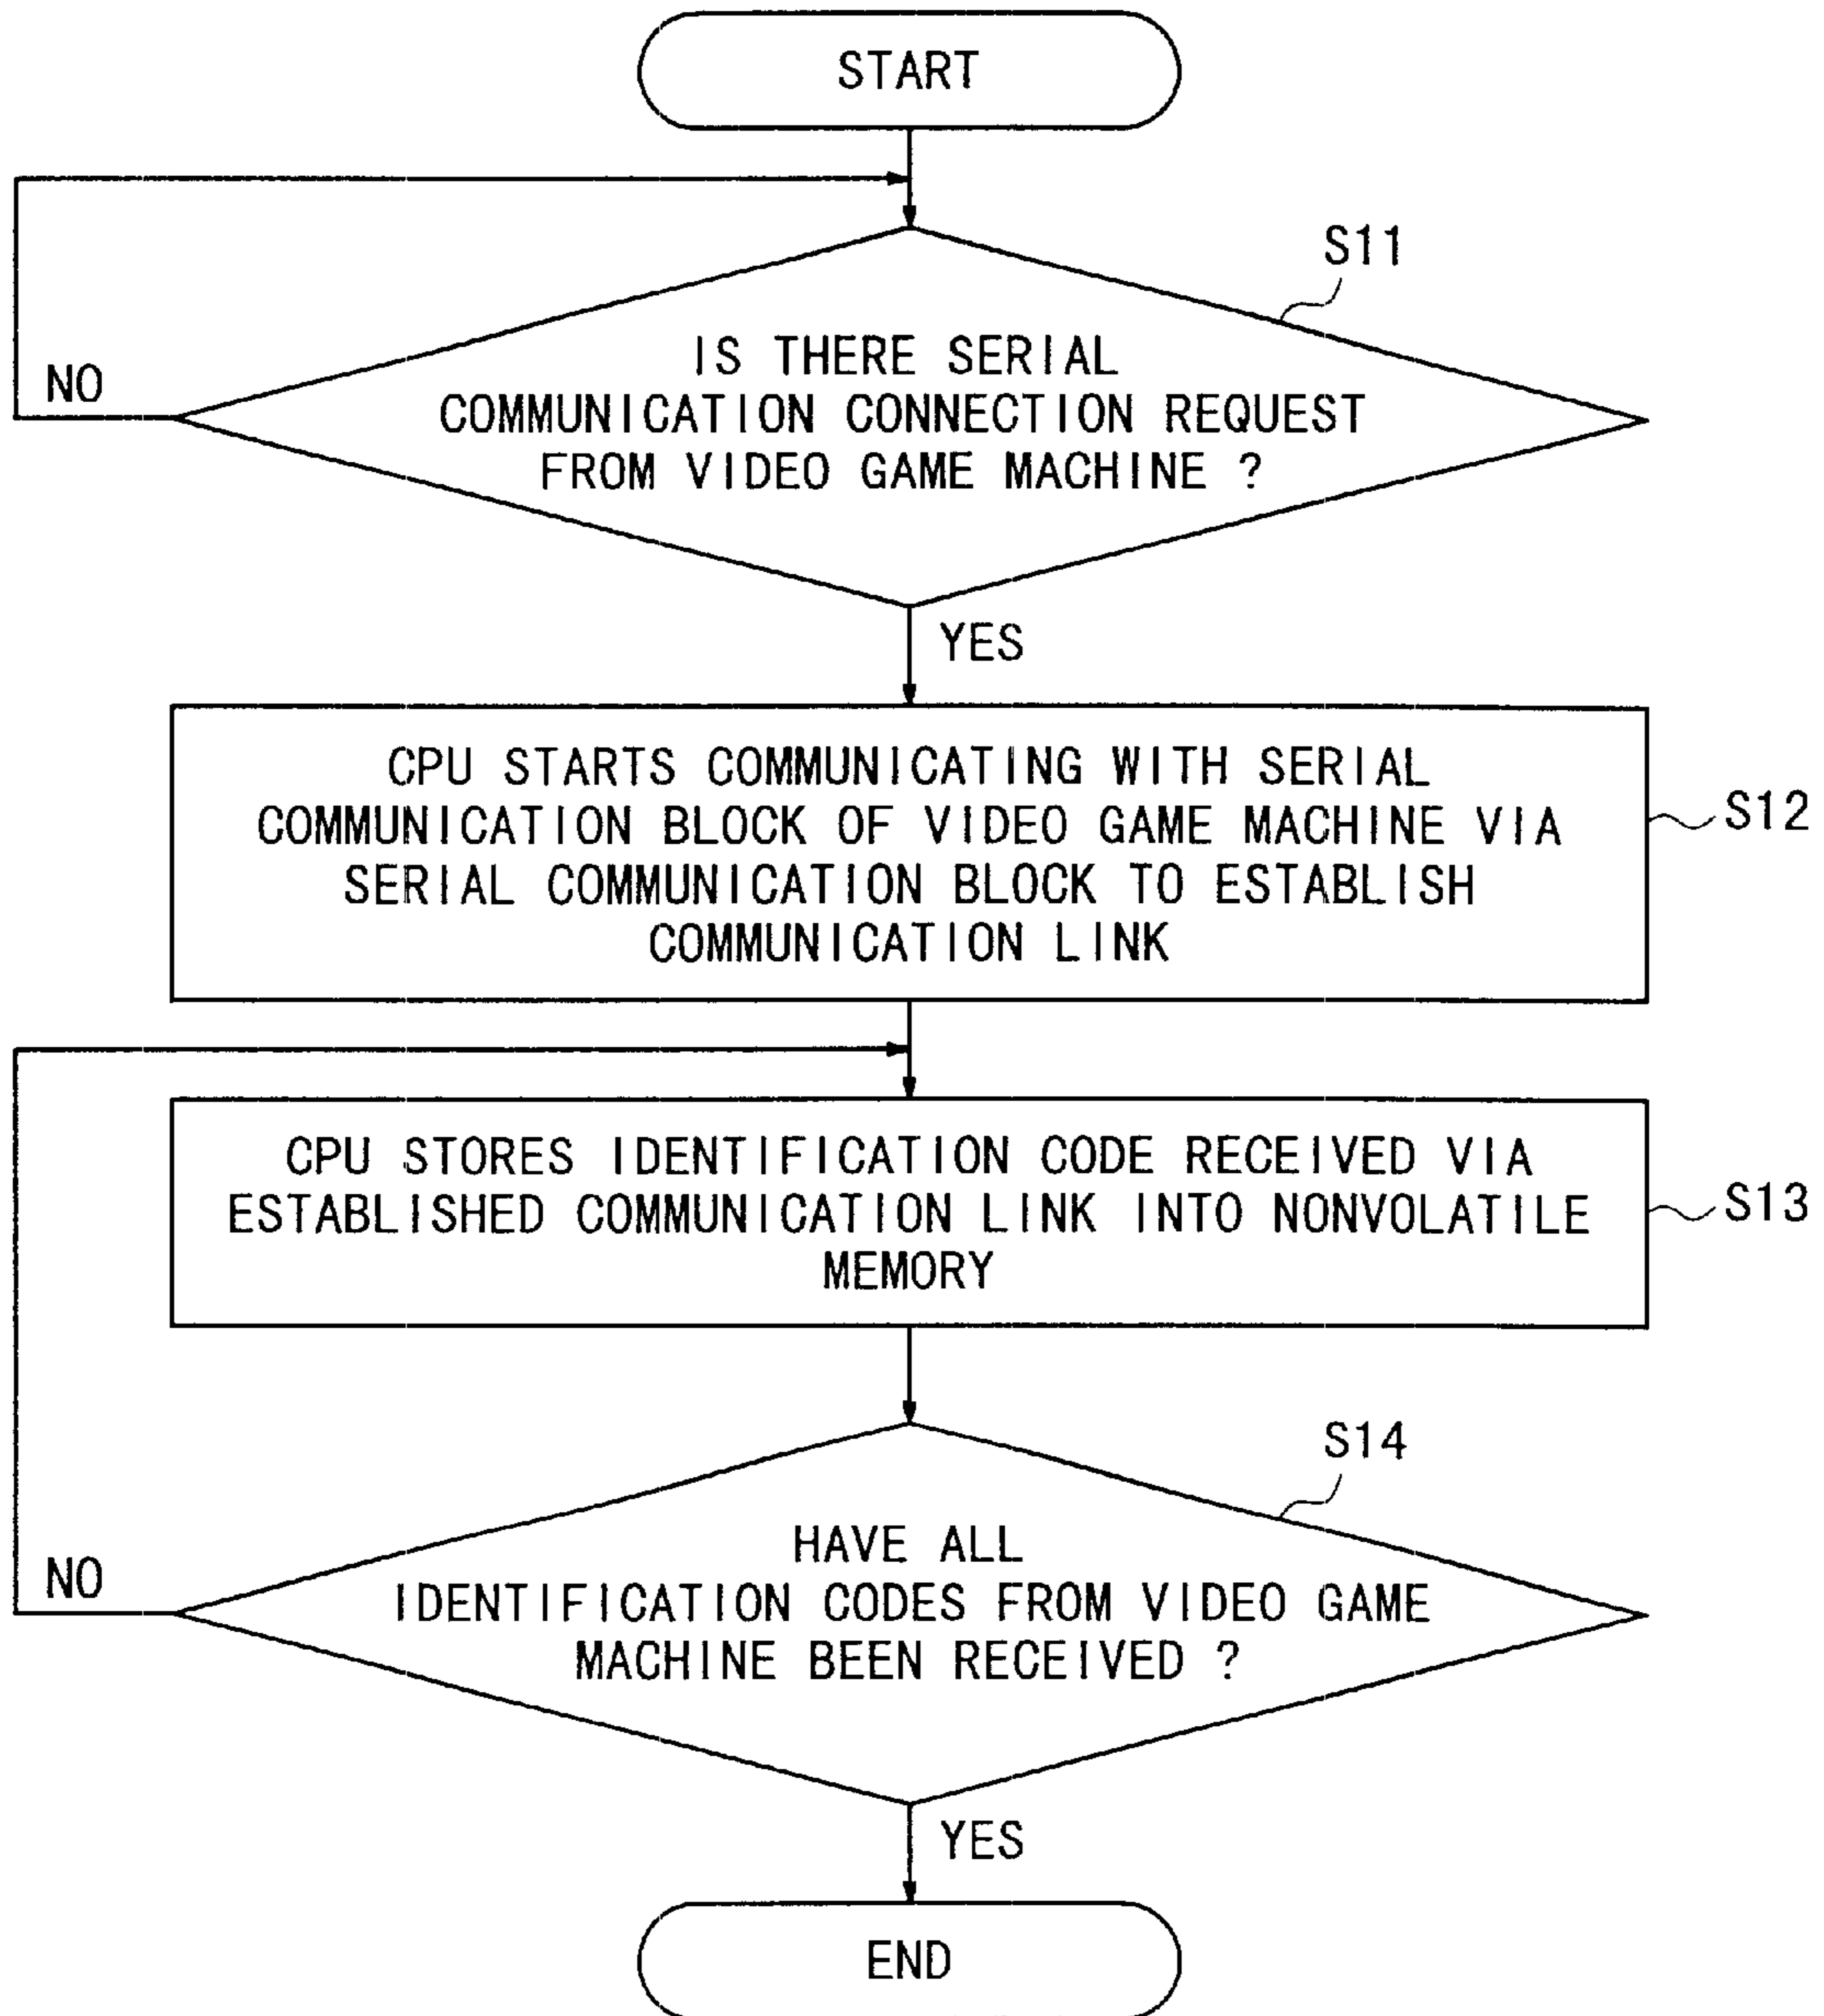 START
S11
IS THERE SERIAL
COMMUNICATION CONNECTION REQUEST
FROM VIDEO GAME MACHINE ?
NO
YES
CPU STARTS COMMUNICATING WITH SERIAL
COMMUNICATION BLOCK OF VIDEO GAME MACHINE VIA
SERIAL COMMUNICATION BLOCK TO ESTABLISH
COMMUNICATION LINK
S12
CPU STORES IDENTIFICATION CODE RECEIVED VIA
ESTABLISHED COMMUNICATION LINK INTO NONVOLATILE
MEMORY
S13
S14
HAVE ALL
IDENTIFICATION CODES FROM VIDEO GAME
MACHINE BEEN RECEIVED ?
NO
YES
END